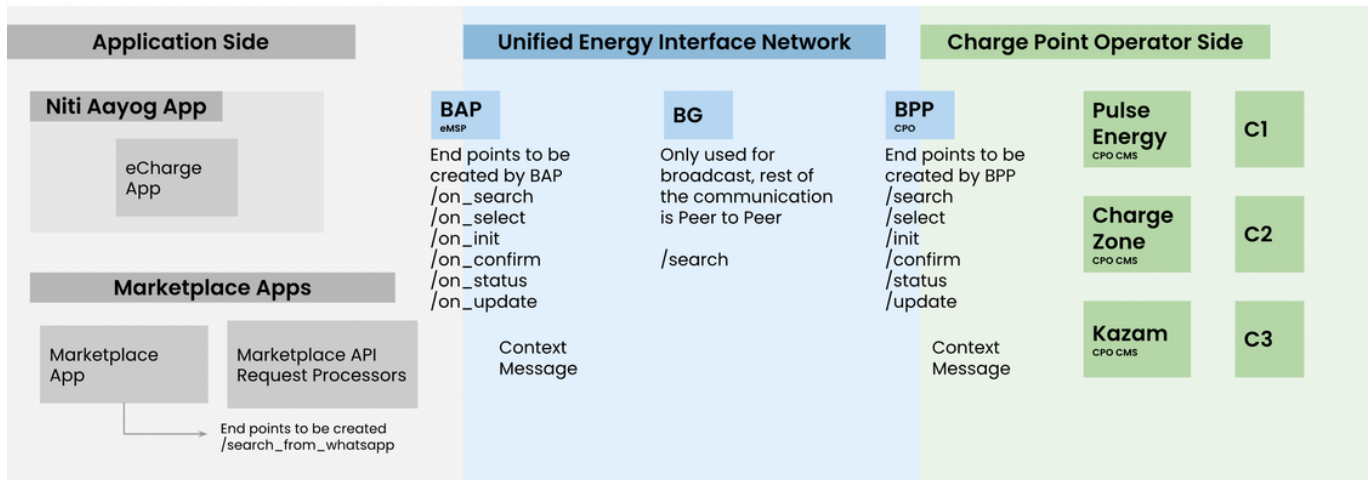 Application Side
Unified Energy Interface Network
Charge Point Operator Side
Niti Aayog App
eCharge
App
Marketplace Apps
Marketplace
App
Marketplace API
Request Processors
End points to be created
/search_from_whatsapp
BAP
eMSP
End points to be
created by BAP
/on_search
/on_select
/on_init
/on_confirm
/on_status
/on_update
Context
Message
BG
Only used for
broadcast, rest of
the communication
is Peer to Peer
/search
BPP
CPO
End points to be
created by BPP
/search
/select
/init
/confirm
/status
/update
Context
Message
Pulse
Energy
CPO CMS
C1
Charge
Zone
CPO CMS
C2
Kazam
CPO CMS
C3